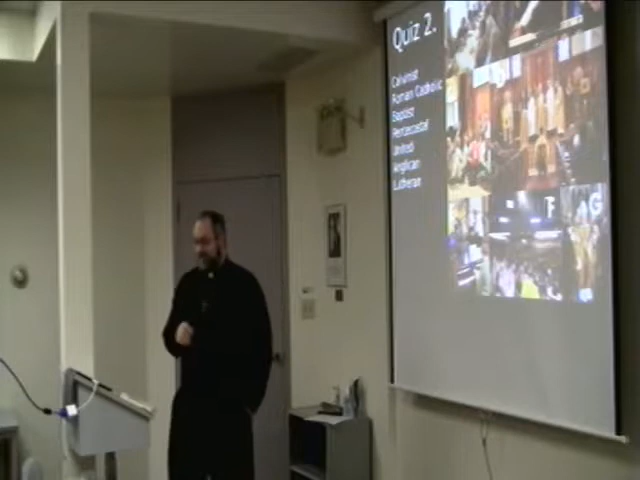 Quiz 2.
Calvinist
Roman Catholic
Baptist
Pentecostal
United
Anglican
Lutheran
F
G